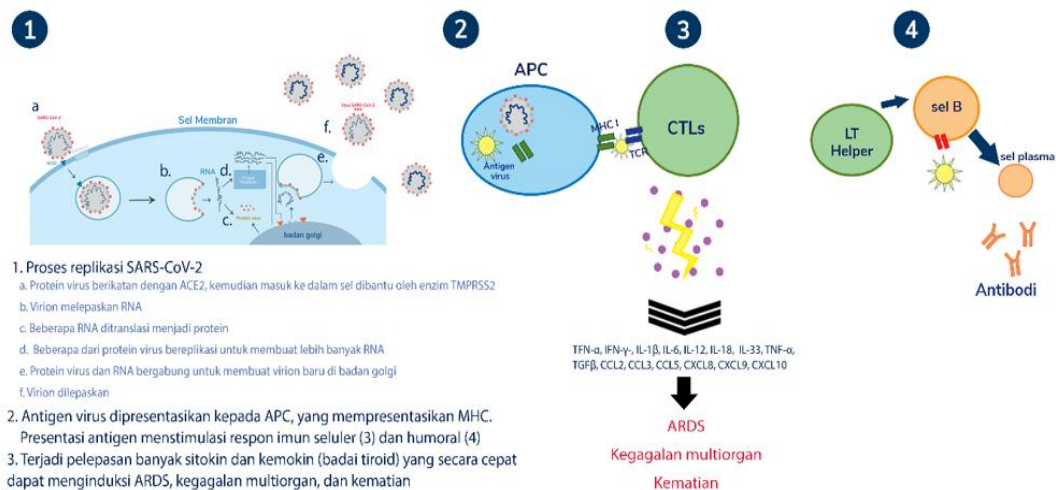 1
2
3
4
a
SARS-CoV-2
ACE2
Sel Membran
b.
RNA
d.
c.
Protein virus
e.
f.
Virus SARS-CoV-2
badan golgi
APC
Antigen
virus
MHC I
TCR
CTLs
LT
Helper
sel B
sel plasma
Antibodi
TFN-α, IFN-γ-, IL-1β, IL-6, IL-12, IL-18, IL-33, TNF-α,
TGFβ, CCL2, CCL3, CCL5, CXCL8, CXCL9, CXCL10
ARDS
Kegagalan multiorgan
Kematian
1. Proses replikasi SARS-CoV-2
a. Protein virus berikatan dengan ACE2, kemudian masuk ke dalam sel dibantu oleh enzim TMPRSS2
b. Virion melepaskan RNA
c. Beberapa RNA ditranslasi menjadi protein
d. Beberapa dari protein virus bereplikasi untuk membuat lebih banyak RNA
e. Protein virus dan RNA bergabung untuk membuat virion baru di badan golgi
f. Virion dilepaskan
2. Antigen virus dipresentasikan kepada APC, yang mempresentasikan MHC.
Presentasi antigen menstimulasi respon imun seluler (3) dan humoral (4)
3. Terjadi pelepasan banyak sitokin dan kemokin (badai tiroid) yang secara cepat
dapat menginduksi ARDS, kegagalan multiorgan, dan kematian